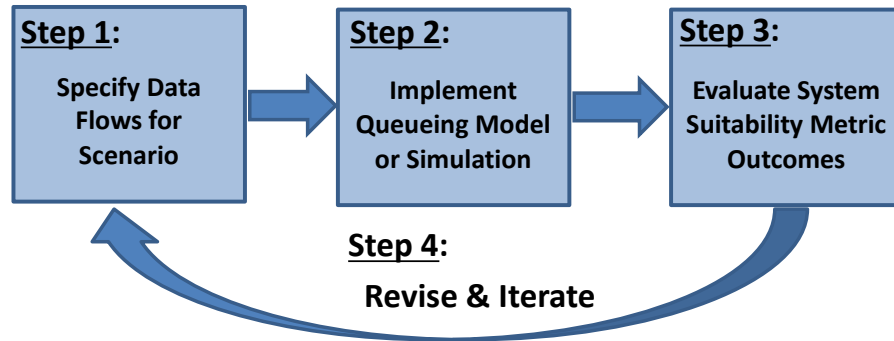 Step 1:
Specify Data
Flows for
Scenario
Step 2:
Implement
Queueing Model
or Simulation
Step 3:
Evaluate System
Suitability Metric
Outcomes
Step 4:
Revise & Iterate